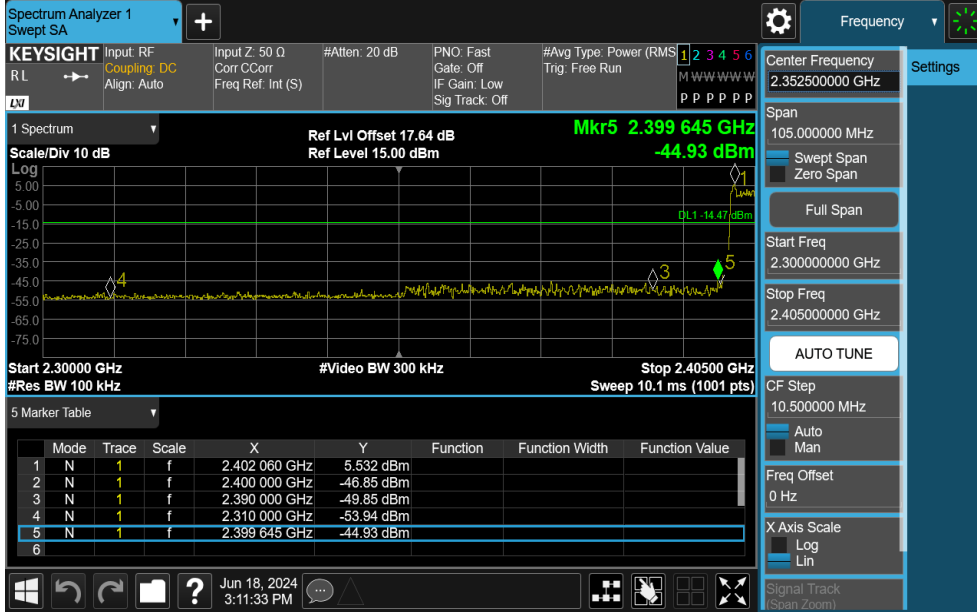 Spectrum Analyzer 1
Swept SA
+
Frequency
KEYSIGHT
RL
LXI
Input: RF
Coupling: DC
Align: Auto
Input Z: 50 Ω
Corr CCorr
Freq Ref: Int (S)
#Atten: 20 dB
PNO: Fast
Gate: Off
IF Gain: Low
Sig Track: Off
#Avg Type: Power (RMS
Trig: Free Run
1 2 3 4 5 6
M W W W W W
P P P P P P
1 Spectrum
Scale/Div 10 dB
Ref Lvl Offset 17.64 dB
Ref Level 15.00 dBm
Mkr5 2.399 645 GHz
-44.93 dBm
Log
5.00
-5.00
-15.0
-25.0
-35.0
-45.0
-55.0
-65.0
-75.0
DL1 -14.47 dBm
1
3
4
5
Start 2.30000 GHz
#Video BW 300 kHz
Stop 2.40500 GHz
#Res BW 100 kHz
Sweep 10.1 ms (1001 pts)
5 Marker Table
Mode Trace Scale X Y Function Function Width Function Value
1 N 1 f 2.402 060 GHz 5.532 dBm
2 N 1 f 2.400 000 GHz -46.85 dBm
3 N 1 f 2.390 000 GHz -49.85 dBm
4 N 1 f 2.310 000 GHz -53.94 dBm
5 N 1 f 2.399 645 GHz -44.93 dBm
6
?
Jun 18, 2024
3:11:33 PM
Center Frequency
2.352500000 GHz
Settings
Span
105.000000 MHz
Swept Span
Zero Span
Full Span
Start Freq
2.300000000 GHz
Stop Freq
2.405000000 GHz
AUTO TUNE
CF Step
10.500000 MHz
Auto
Man
Freq Offset
0 Hz
X Axis Scale
Log
Lin
Signal Track
(Span Zoom)